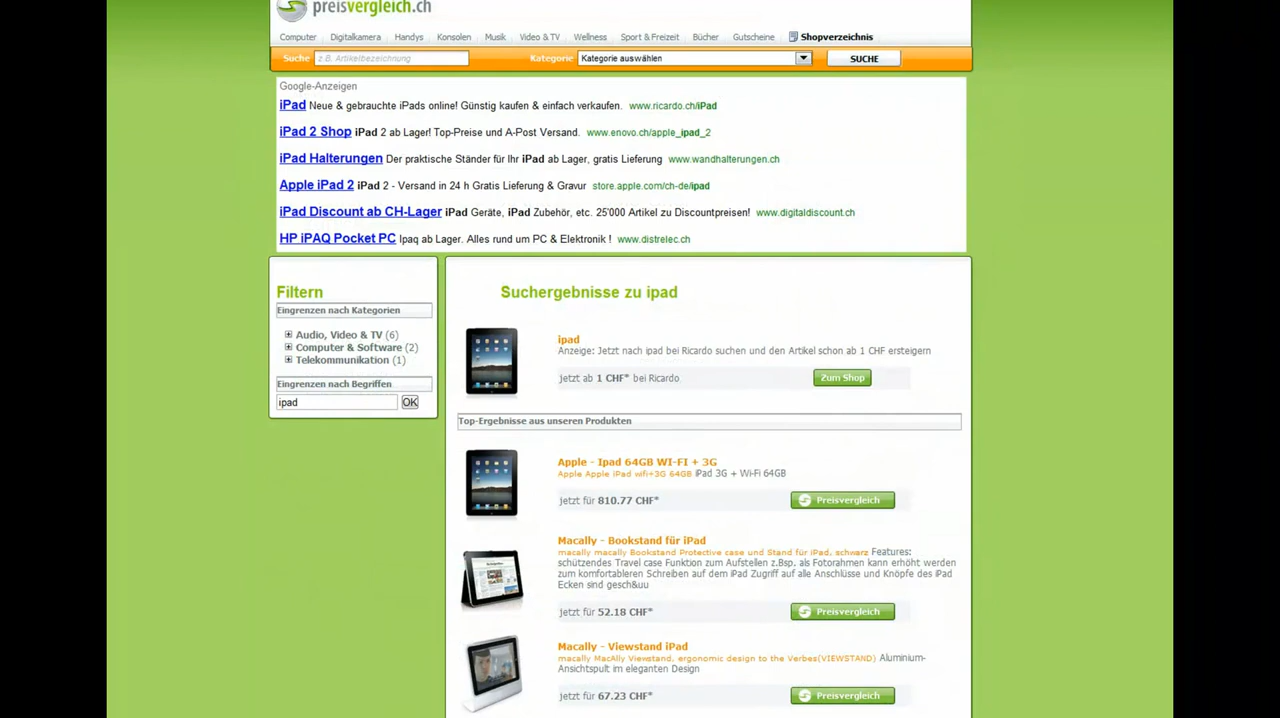 preisvergleich.ch
Computer Digitalkamera Handys Konsolen Musik Video & TV Wellness Sport & Freizeit Bücher Gutscheine Shopverzeichnis
Suche z.B. Artikelbezeichnung Kategorie Kategorie auswählen SUCHE
Google-Anzeigen
iPad Neue & gebrauchte iPads online! Günstig kaufen & einfach verkaufen. www.ricardo.ch/iPad
iPad 2 Shop iPad 2 ab Lager! Top-Preise und A-Post Versand. www.enovo.ch/apple_ipad_2
iPad Halterungen Der praktische Ständer für Ihr iPad ab Lager, gratis Lieferung www.wandhalterungen.ch
Apple iPad 2 iPad 2 - Versand in 24 h Gratis Lieferung & Gravur store.apple.com/ch-de/ipad
iPad Discount ab CH-Lager iPad Geräte, iPad Zubehör, etc. 25'000 Artikel zu Discountpreisen! www.digitaldiscount.ch
HP iPAQ Pocket PC Ipaq ab Lager. Alles rund um PC & Elektronik ! www.distrelec.ch
Filtern
Eingrenzen nach Kategorien
Audio, Video & TV (6)
Computer & Software (2)
Telekommunikation (1)
Eingrenzen nach Begriffen
ipad OK
Suchergebnisse zu ipad
ipad
Anzeige: Jetzt nach ipad bei Ricardo suchen und den Artikel schon ab 1 CHF ersteigern
jetzt ab 1 CHF* bei Ricardo Zum Shop
Top-Ergebnisse aus unseren Produkten
Apple - Ipad 64GB WI-FI + 3G
Apple Apple iPad wifi+3G 64GB iPad 3G + Wi-Fi 64GB
jetzt für 810.77 CHF* Preisvergleich
Macally - Bookstand für iPad
macally macally Bookstand Protective case und Stand für iPad, schwarz Features:
schützendes Travel case Funktion zum Aufstellen z.Bsp. als Fotorahmen kann erhöht werden
zum komfortableren Schreiben auf dem iPad Zugriff auf alle Anschlüsse und Knöpfe des iPad
Ecken sind gesch&uu
jetzt für 52.18 CHF* Preisvergleich
Macally - Viewstand iPad
macally MacAlly Viewstand, ergonomic design to the Verbes(VIEWSTAND) Aluminium-
Ansichtspult im eleganten Design
jetzt für 67.23 CHF* Preisvergleich